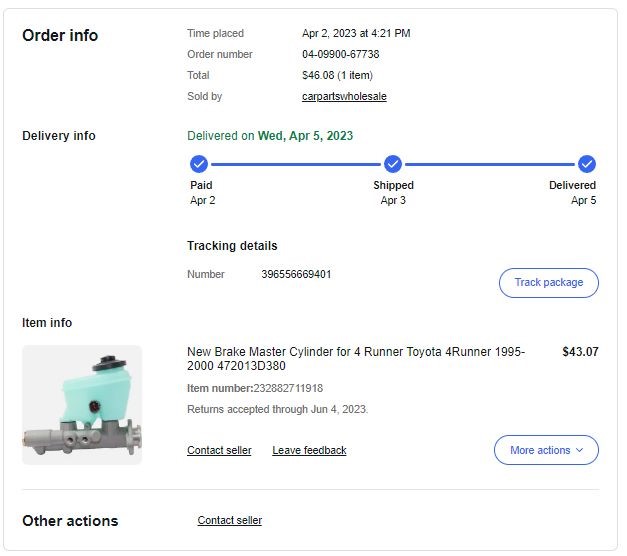 Order info
Time placed Apr 2, 2023 at 4:21 PM
Order number 04-09900-67738
Total $46.08 (1 item)
Sold by carpartswholesale
Delivery info
Delivered on Wed, Apr 5, 2023
Paid Shipped Delivered
Apr 2 Apr 3 Apr 5
Tracking details
Number 396556669401
Track package
Item info
New Brake Master Cylinder for 4 Runner Toyota 4Runner 1995-
2000 472013D380
$43.07
Item number:232882711918
Returns accepted through Jun 4, 2023.
Contact seller Leave feedback
More actions
Other actions
Contact seller